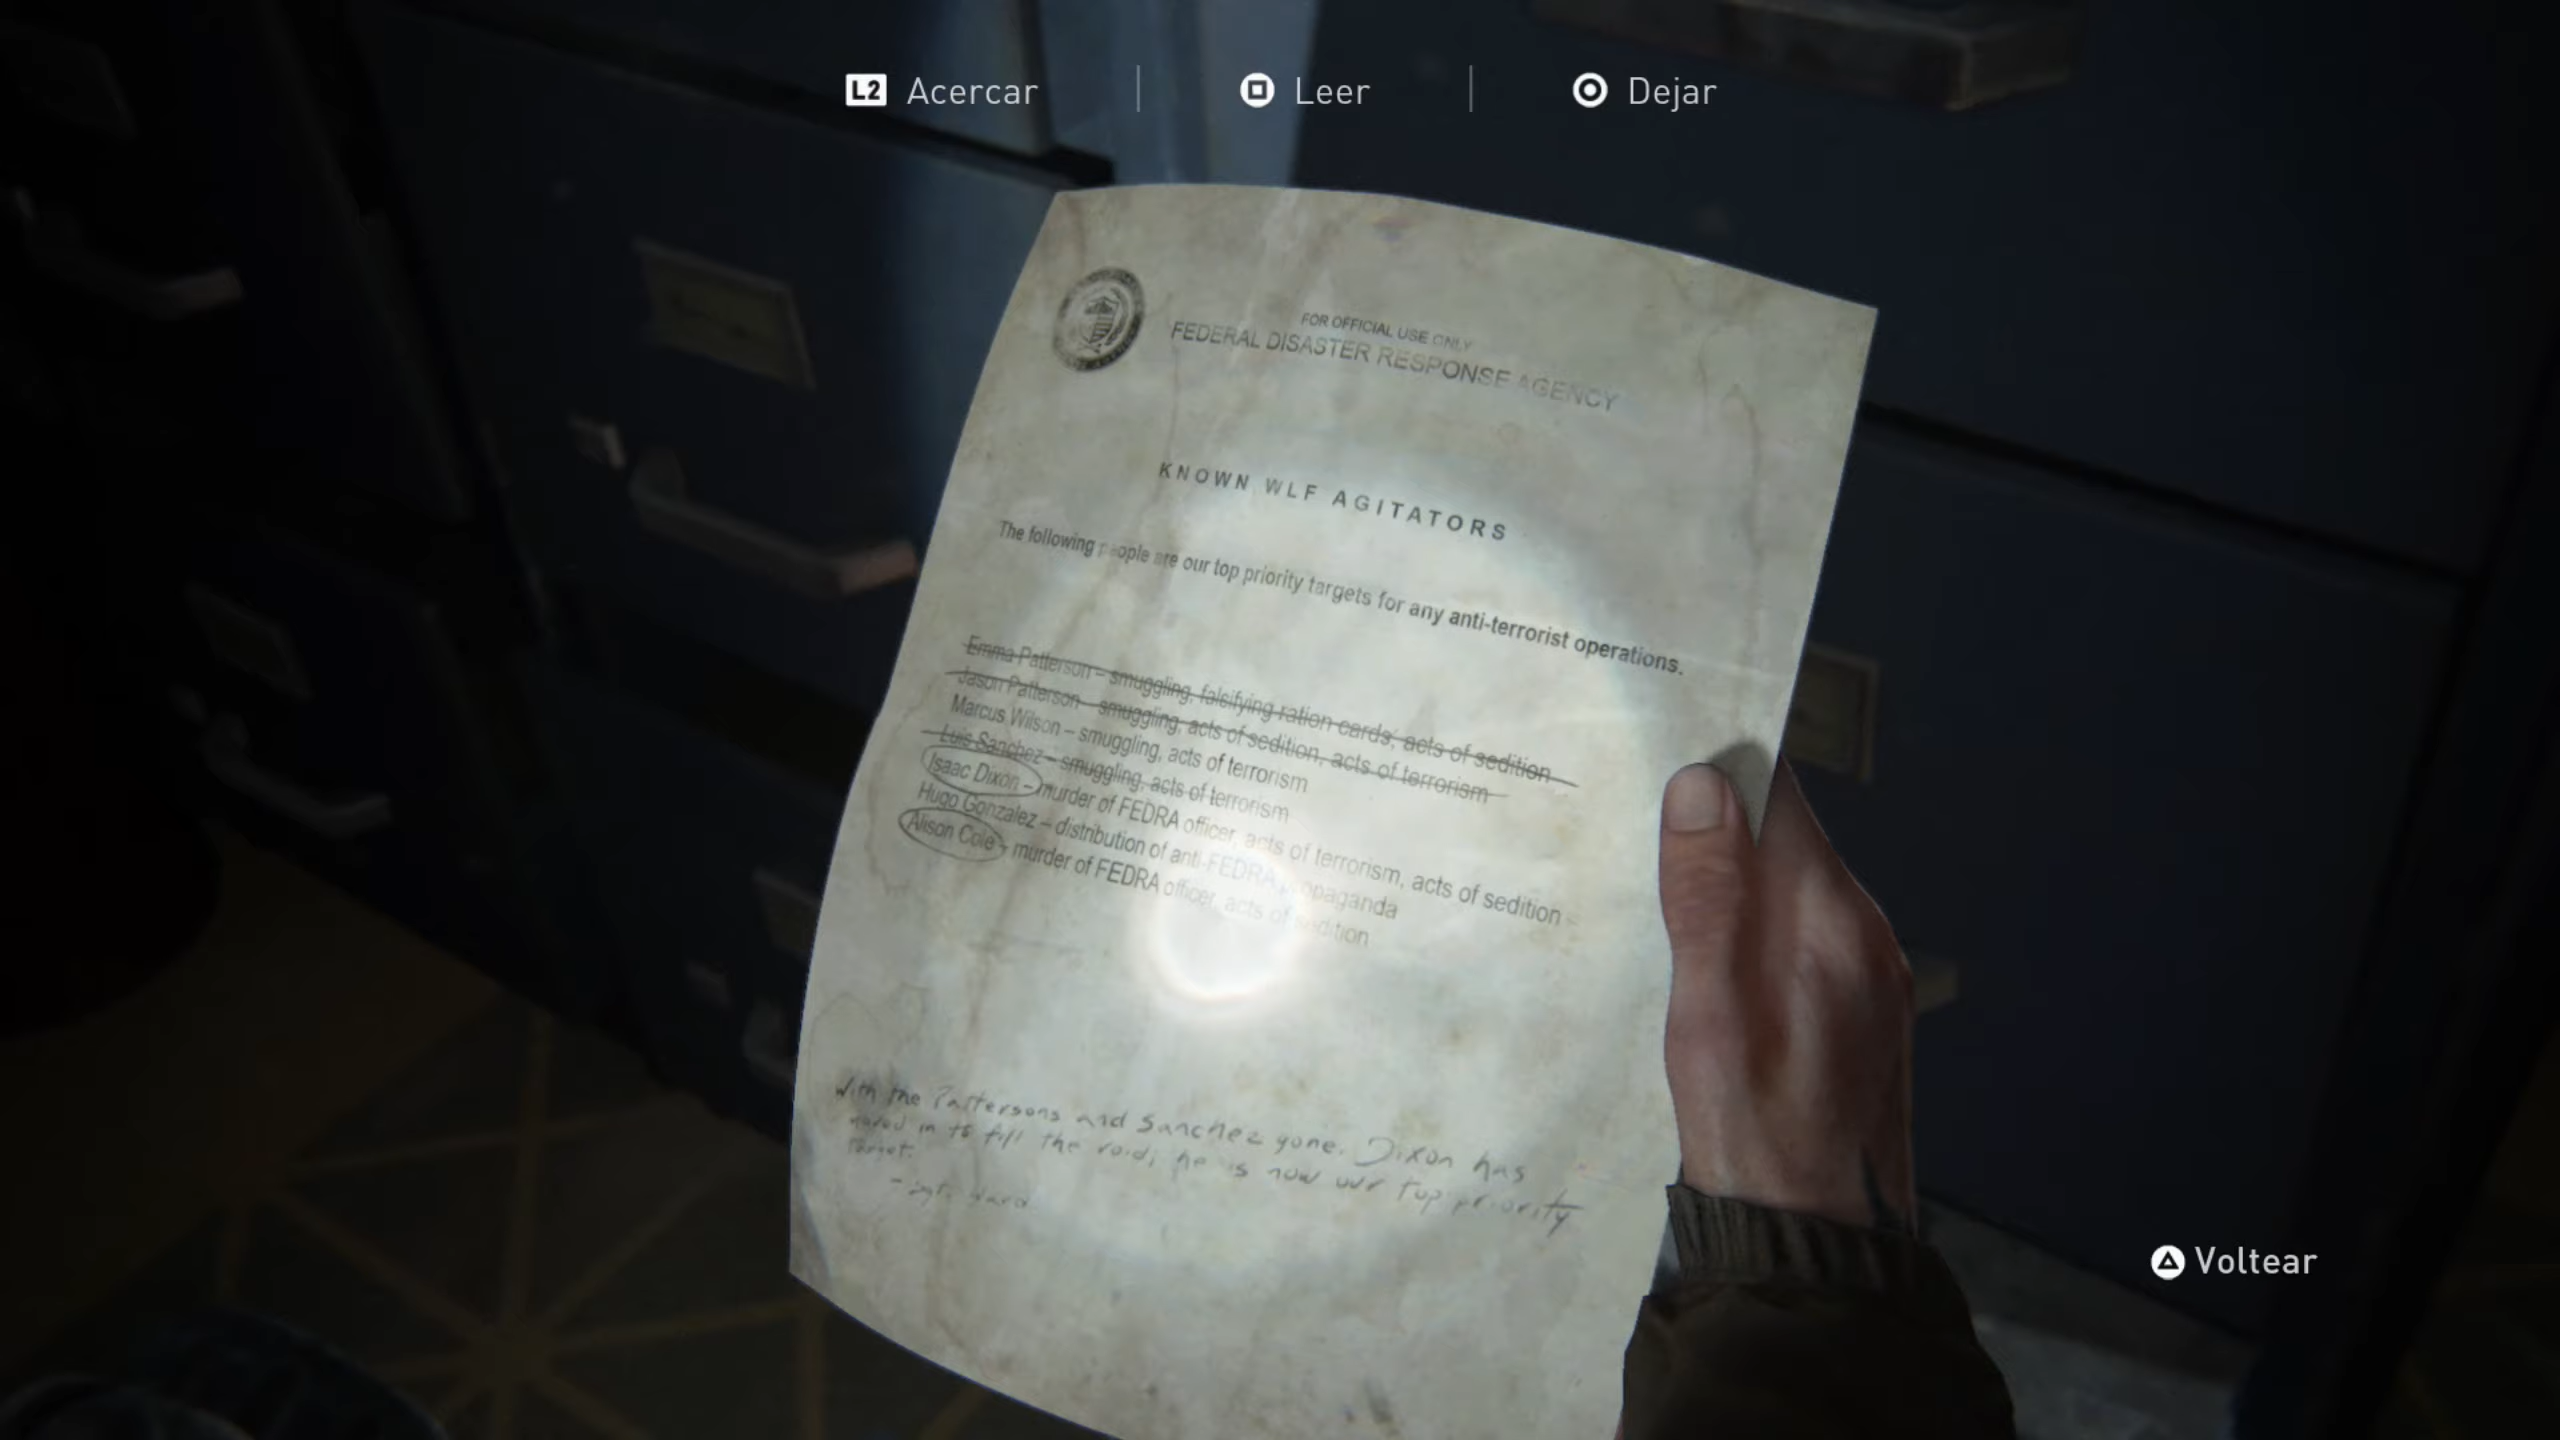 L2 Acercar
Leer
Dejar
FOR OFFICIAL USE ONLY
FEDERAL DISASTER RESPONSE AGENCY
KNOWN WLF AGITATORS
The following people are our top priority targets for any anti-terrorist operations.
Emma Patterson – smuggling, falsifying ration cards, acts of sedition
Jason Patterson – smuggling, acts of sedition, acts of terrorism
Marcus Wilson – smuggling, acts of terrorism
Luis Sanchez – smuggling, acts of terrorism
Isaac Dixon – murder of FEDRA officer, acts of terrorism, acts of sedition
Hugo Gonzalez – distribution of anti-FEDRA propaganda
Alison Cole – murder of FEDRA officer, acts of sedition
With the Pattersons and Sanchez gone, Dixon has
moved in to fill the void; he is now our top priority
target.
- Sgt.
Voltear